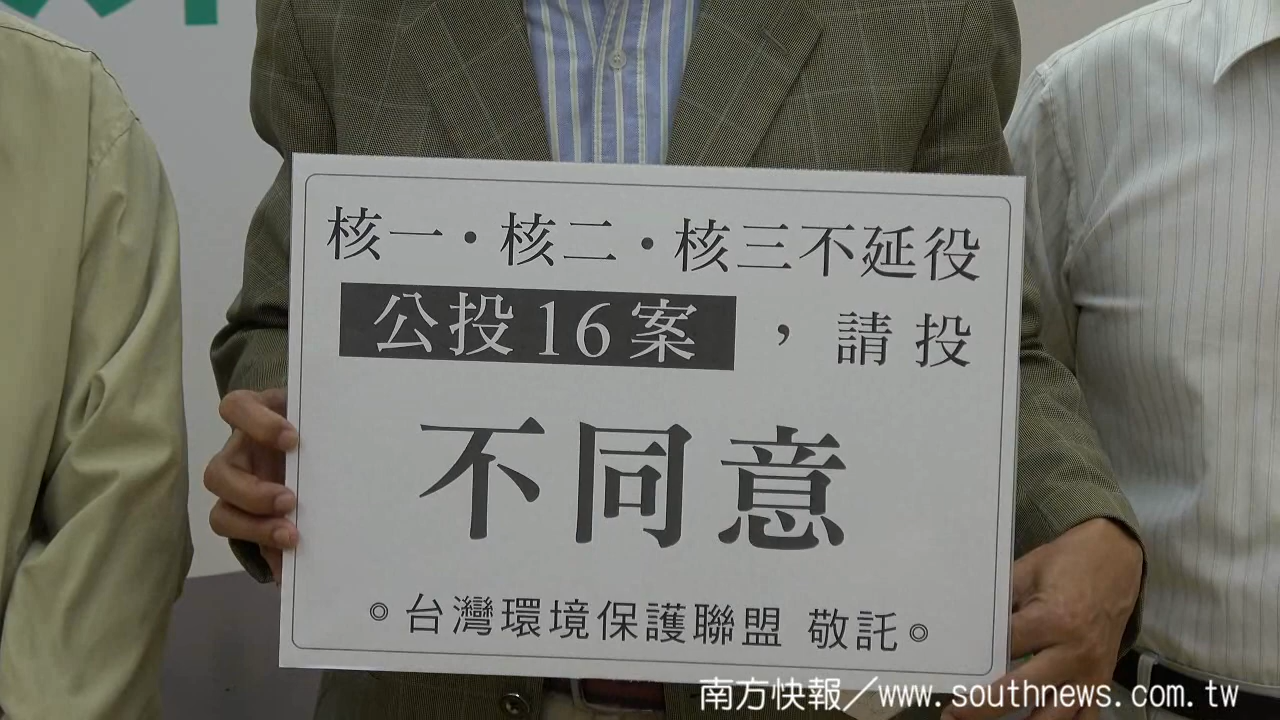 核一・核二・核三不延役
公投16案，請投
不同意
◎台灣環境保護聯盟 敬託◎
南方快報／www.southnews.com.tw